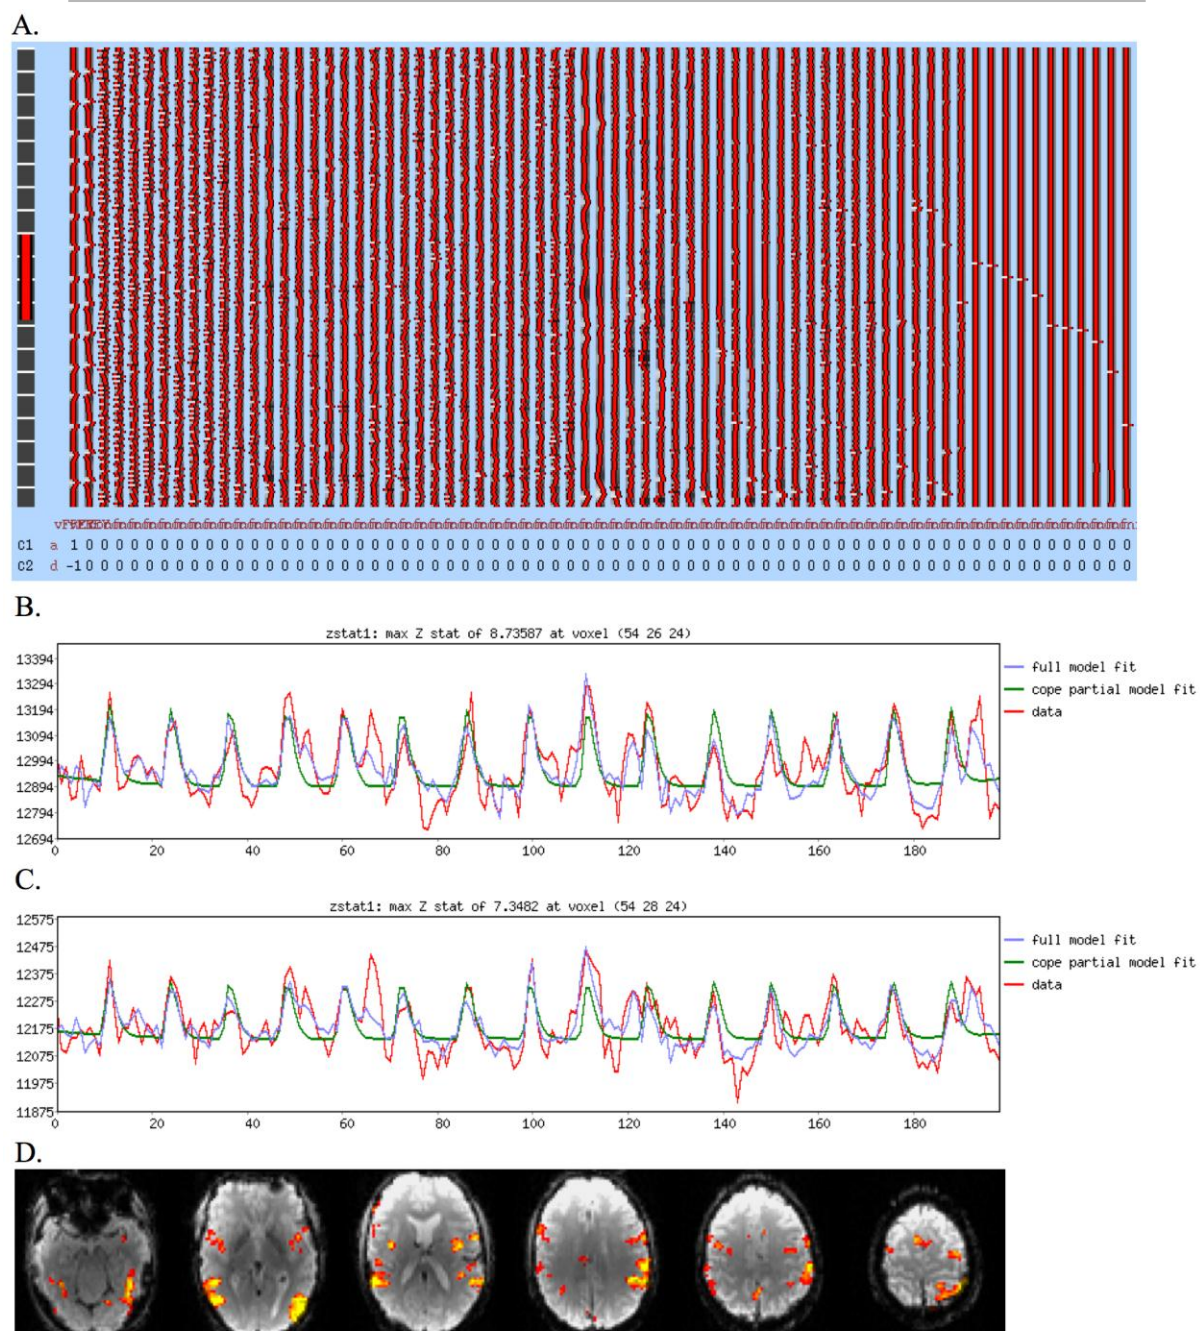 A.
C1 a 1 0 0 0 0 0 0 0 0 0 0 0 0 0 0 0 0 0 0 0 0 0 0 0 0 0 0 0 0 0 0 0 0 0 0 0 0 0 0 0 0 0 0 0 0 0 0 0 0 0 0 0 0 0 0 0 0 0 0 0 0 0 0 0 0 0 0 0 0 0 0
C2 d -1 0 0 0 0 0 0 0 0 0 0 0 0 0 0 0 0 0 0 0 0 0 0 0 0 0 0 0 0 0 0 0 0 0 0 0 0 0 0 0 0 0 0 0 0 0 0 0 0 0 0 0 0 0 0 0 0 0 0 0 0 0 0 0 0 0 0 0 0 0 0
B.
zstat1: max Z stat of 8.73587 at voxel (54 26 24)
13394
13294
13194
13094
12994
12894
12794
12694
0 20 40 60 80 100 120 140 160 180
full model fit
cope partial model fit
data
C.
zstat1: max Z stat of 7.3482 at voxel (54 28 24)
12575
12475
12375
12275
12175
12075
11975
11875
0 20 40 60 80 100 120 140 160 180
full model fit
cope partial model fit
data
D.